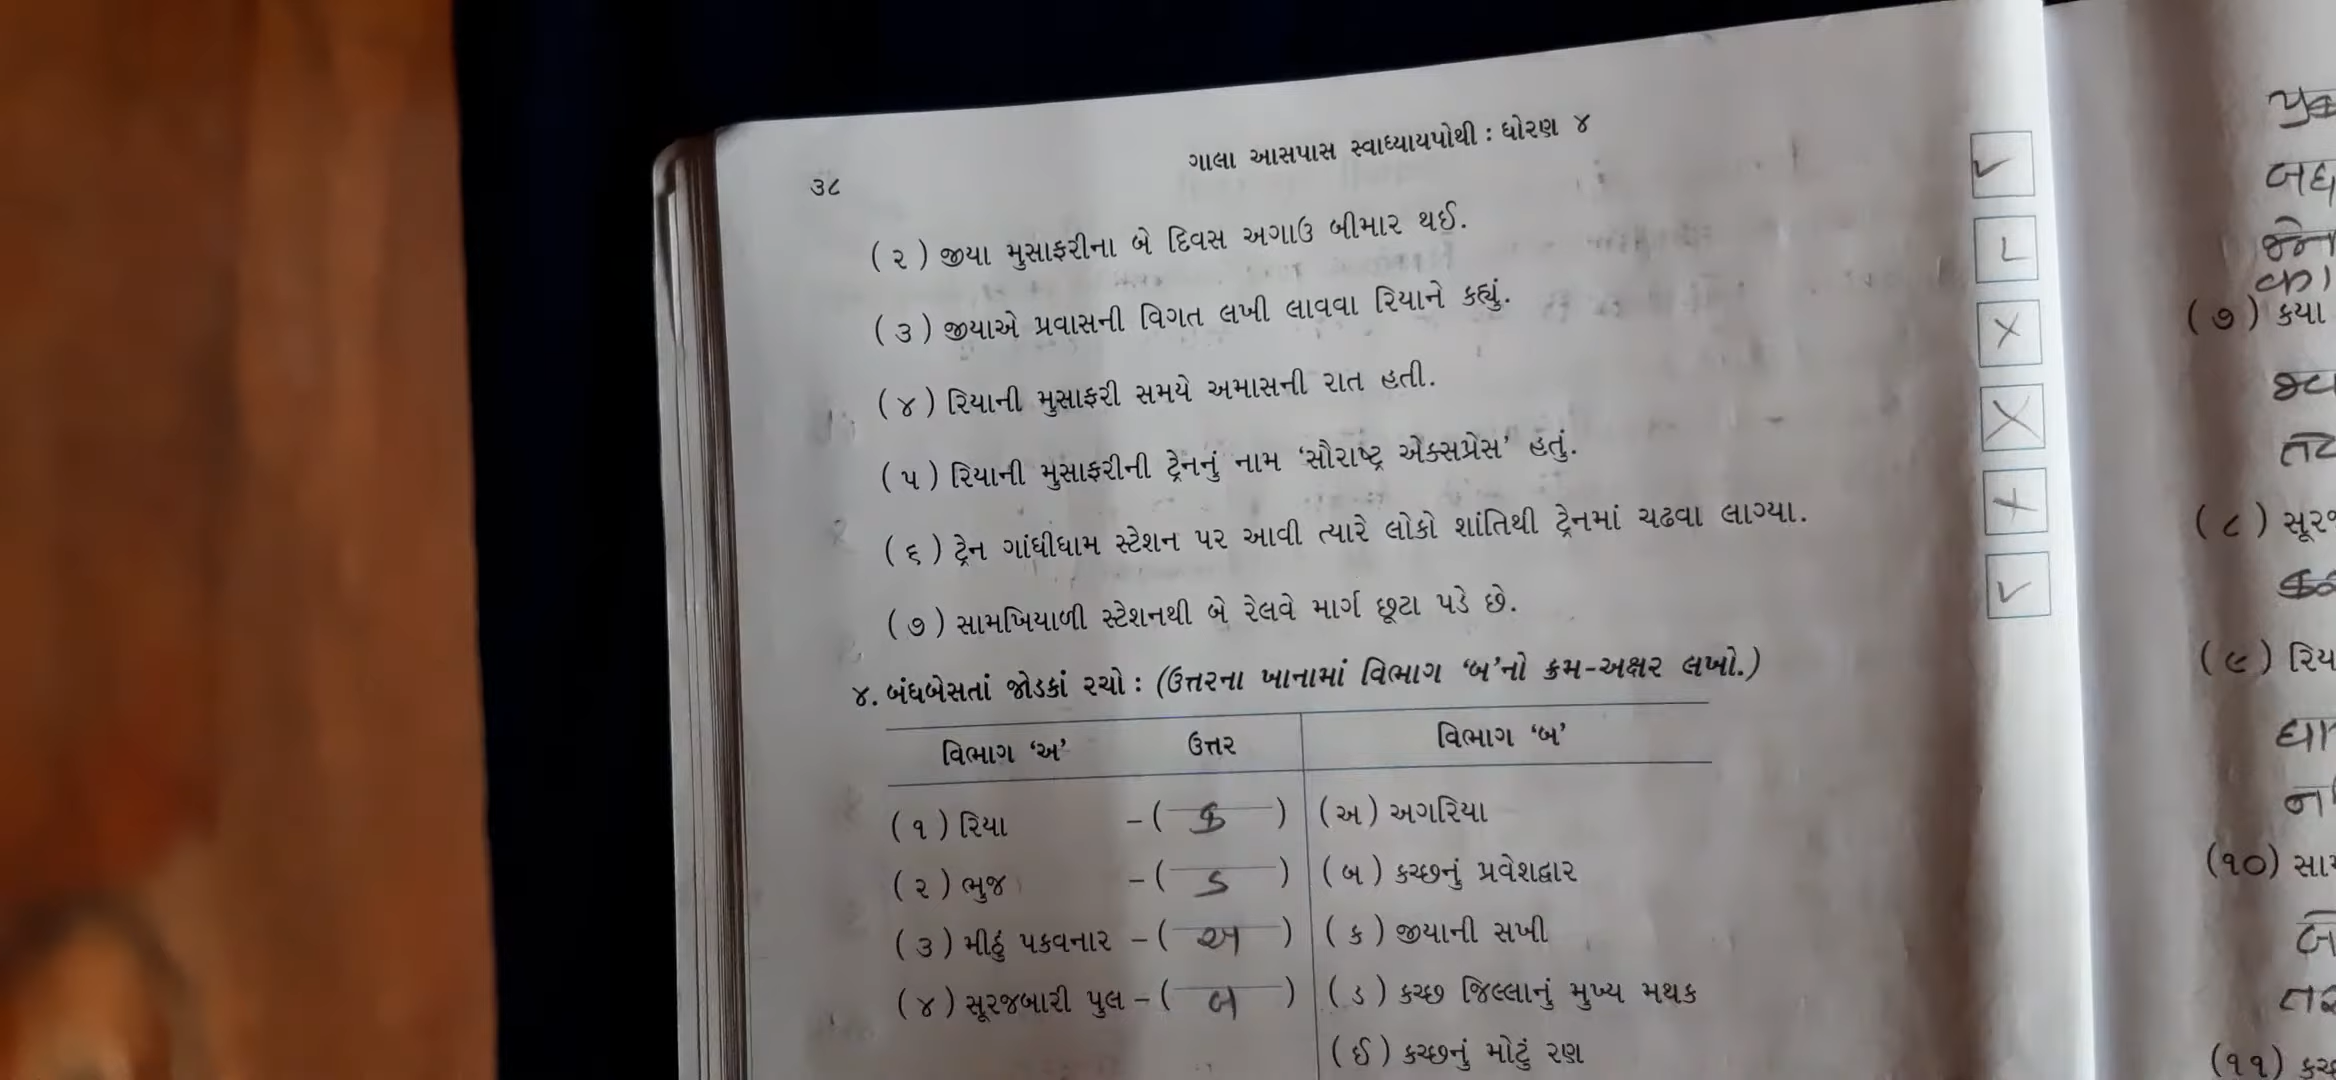 ગાલા આસપાસ સ્વાધ્યાયપોથી : ધોરણ ૪
૩૮
(૨) જીયા મુસાફરીના બે દિવસ અગાઉ બીમાર થઈ. ✓
(૩) જીયાએ પ્રવાસની વિગત લખી લાવવા રિયાને કહ્યું.
(૪) રિયાની મુસાફરી સમયે અમાસની રાત હતી. ×
(૫) રિયાની મુસાફરીની ટ્રેનનું નામ ‘સૌરાષ્ટ્ર એક્સપ્રેસ’ હતું. ×
(૬) ટ્રેન ગાંધીધામ સ્ટેશન પર આવી ત્યારે લોકો શાંતિથી ટ્રેનમાં ચઢવા લાગ્યા. ×
(૭) સામખિયાળી સ્ટેશનથી બે રેલવે માર્ગ છૂટા પડે છે. ✓
૪. બંધબેસતાં જોડકાં રચો : (ઉત્તરના ખાનામાં વિભાગ ‘બ’નો ક્રમ-અક્ષર લખો.)
વિભાગ ‘અ’ ઉત્તર વિભાગ ‘બ’
(૧) રિયા – ( ક ) (અ) અગરિયા
(૨) ભુજ – ( ડ ) (બ) કચ્છનું પ્રવેશદ્વાર
(૩) મીઠું પકવનાર – ( અ ) (ક) જીયાની સખી
(૪) સૂરજબારી પુલ – ( બ ) (ડ) કચ્છ જિલ્લાનું મુખ્ય મથક
(ઈ) કચ્છનું મોટું રણ
(૭) કયા
(૮)
(૯)
(૧૦)
(૧૧)